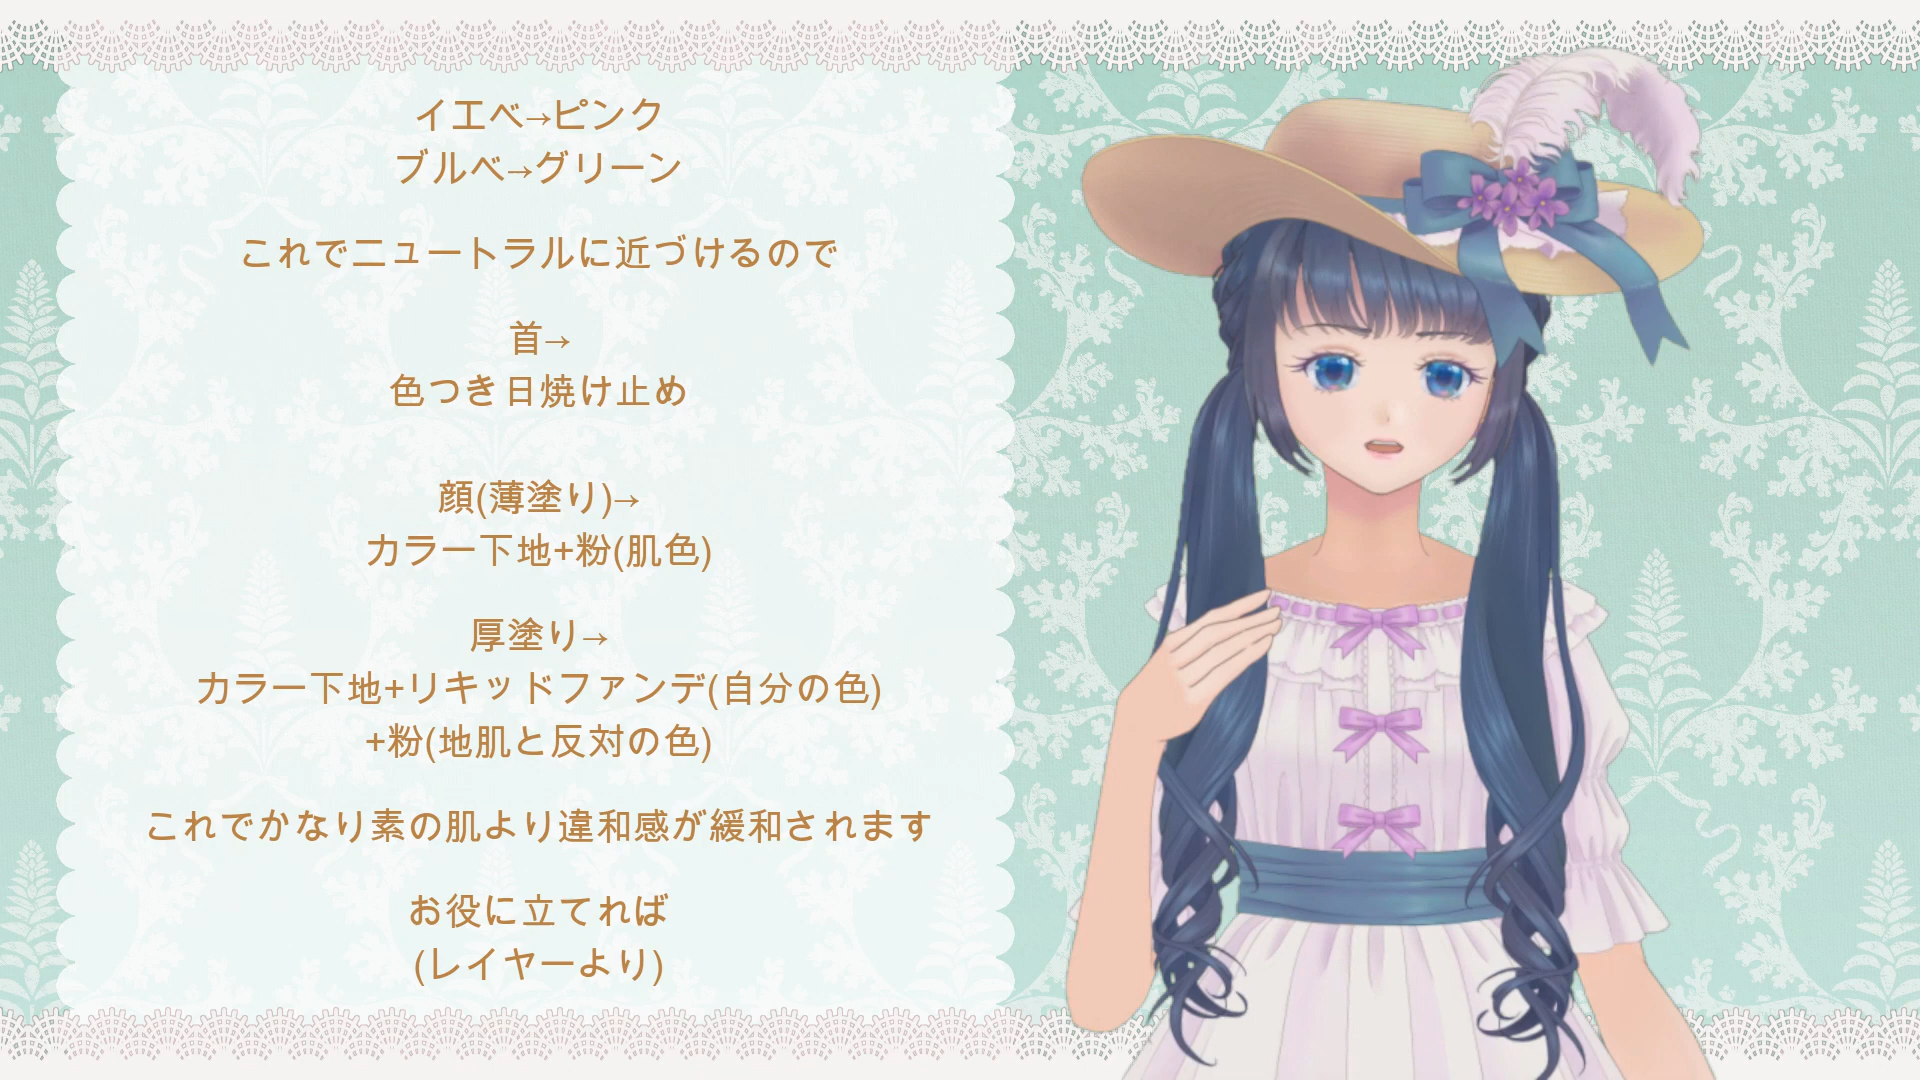 イエベ→ピンク
ブルベ→グリーン
これでニュートラルに近づけるので
首→
色つき日焼け止め
顔(薄塗り)→
カラー下地+粉(肌色)
厚塗り→
カラー下地+リキッドファンデ(自分の色)
+粉(地肌と反対の色)
これでかなり素の肌より違和感が緩和されます
お役に立てれば
(レイヤーより)